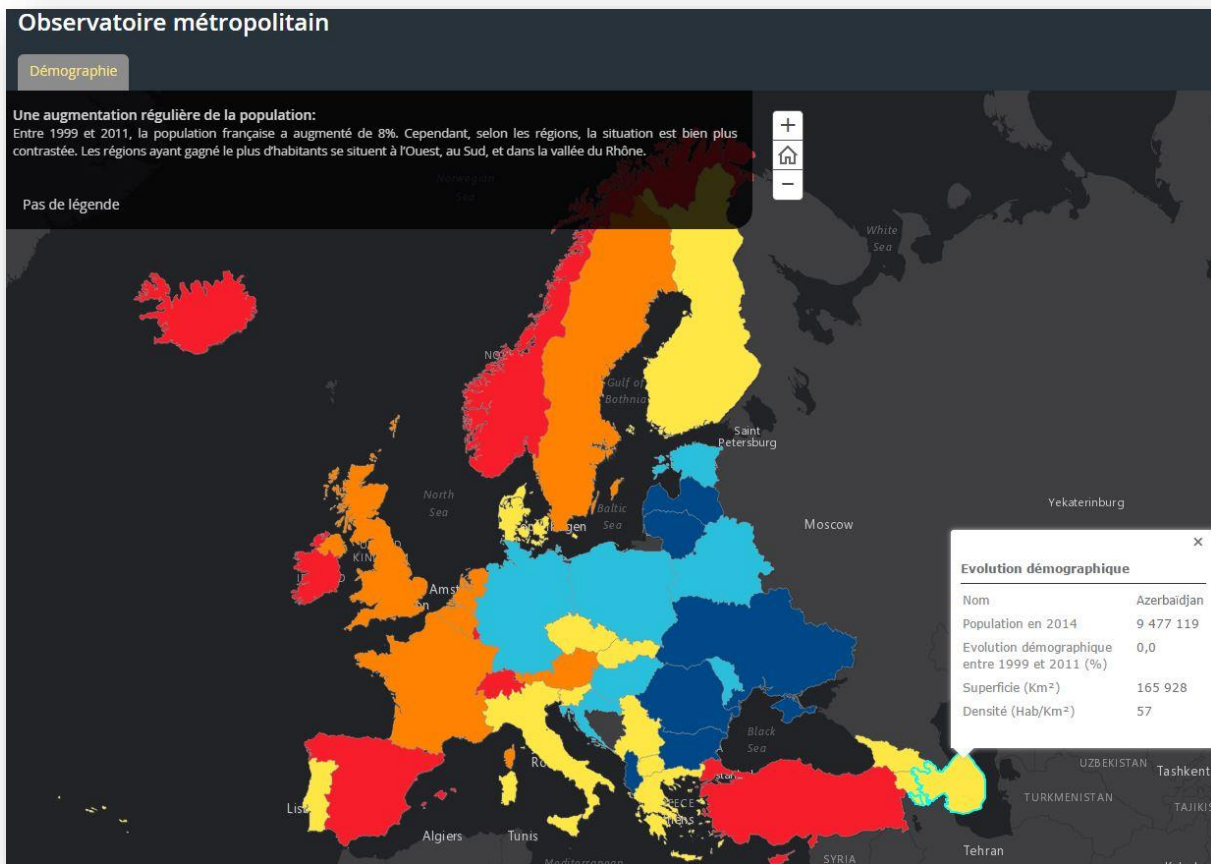 Observatoire métropolitain
Démographie
Une augmentation régulière de la population:
Entre 1999 et 2011, la population française a augmenté de 8%. Cependant, selon les régions, la situation est bien plus
contrastée. Les régions ayant gagné le plus d'habitants se situent à l'Ouest, au Sud, et dans la vallée du Rhône.
Pas de légende
+
−
Norwegian
Sea
White
Sea
Gulf of
Bothnia
Saint
Petersburg
North
Sea
Baltic
Sea
Moscow
Yekaterinburg
×
Evolution démographique
Nom Azerbaïdjan
Population en 2014 9 477 119
Evolution démographique 0,0
entre 1999 et 2011 (%)
Superficie (Km²) 165 928
Densité (Hab/Km²) 57
Black
Sea
UZBEKISTAN
Tashkent
TURKMENISTAN
Algiers
Tunis
Tehran
SYRIA
Mediterranean